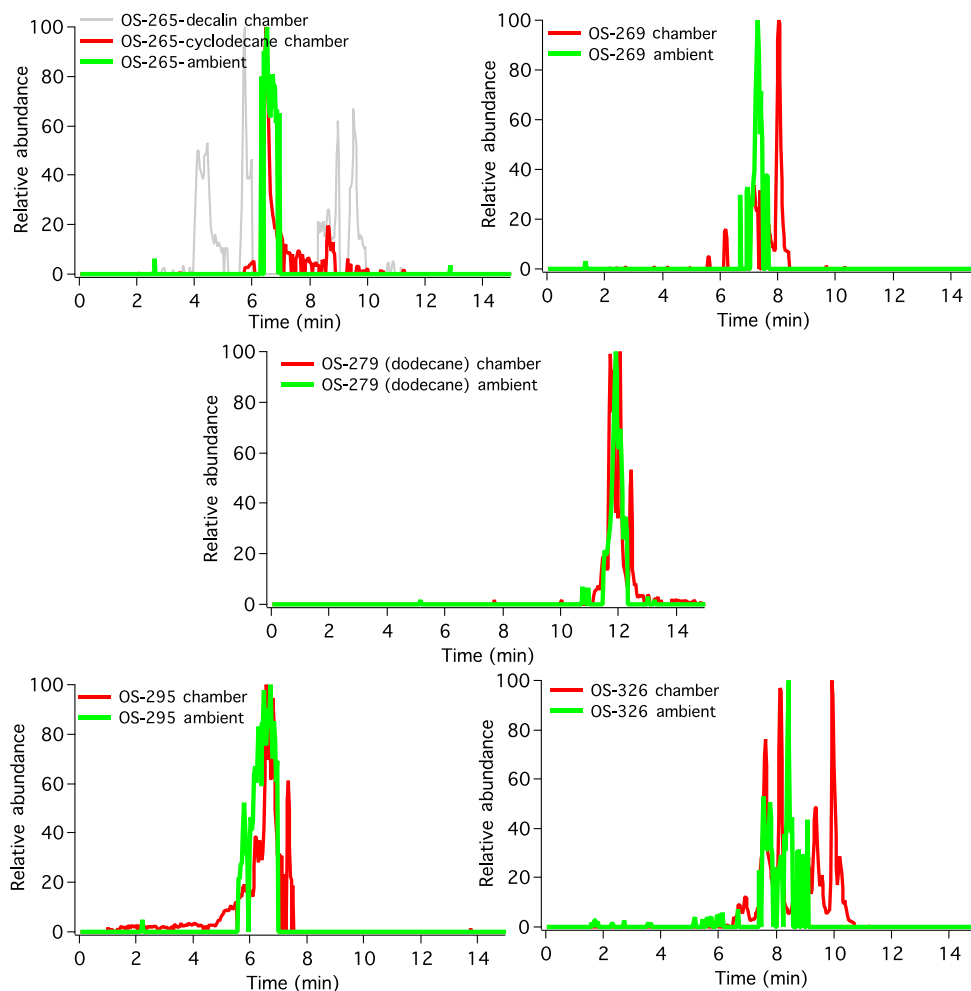 OS-265-decalin chamber
OS-265-cyclodecane chamber
OS-265-ambient
Relative abundance
100
80
60
40
20
0
0 2 4 6 8 10 12 14
Time (min)
OS-269 chamber
OS-269 ambient
Relative abundance
100
80
60
40
20
0
0 2 4 6 8 10 12 14
Time (min)
OS-279 (dodecane) chamber
OS-279 (dodecane) ambient
Relative abundance
100
80
60
40
20
0
0 2 4 6 8 10 12 14
Time (min)
OS-295 chamber
OS-295 ambient
Relative abundance
100
80
60
40
20
0
0 2 4 6 8 10 12 14
Time (min)
OS-326 chamber
OS-326 ambient
Relative abundance
100
80
60
40
20
0
0 2 4 6 8 10 12 14
Time (min)